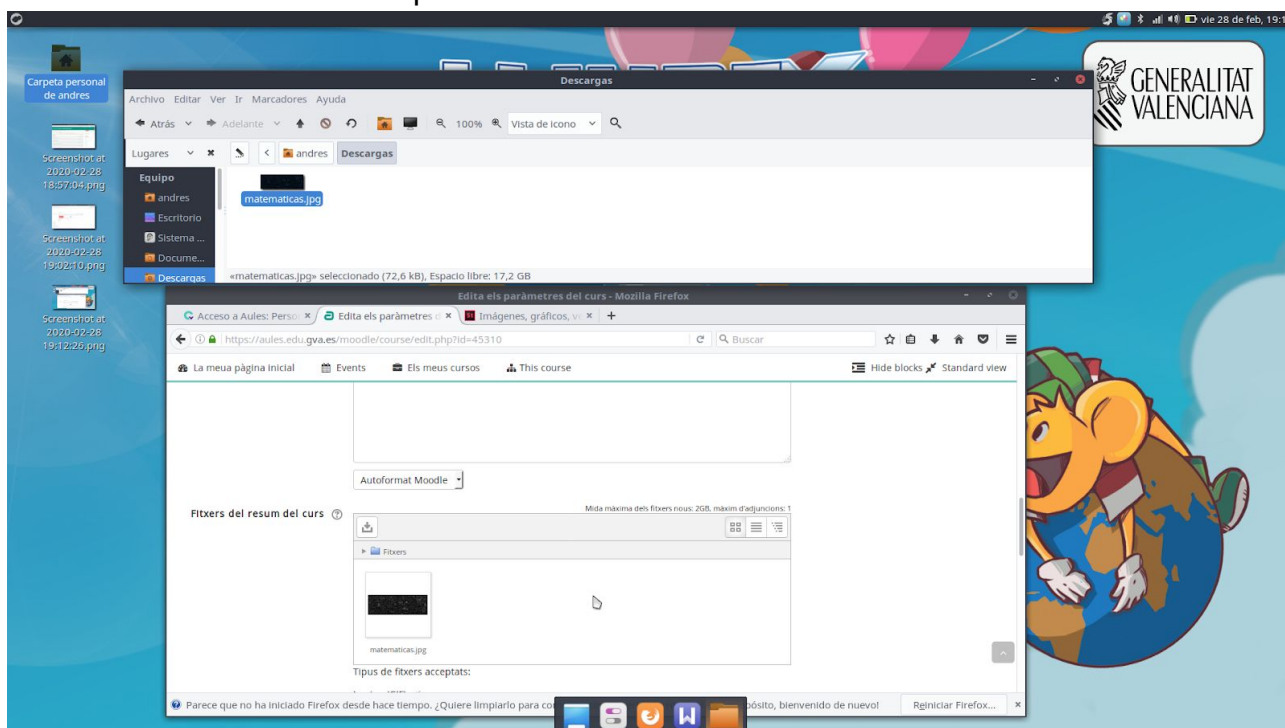 vie 28 de feb, 19:1
Carpeta personal
de andres
Screenshot at
2020-02-28
18:57:04.png
Screenshot at
2020-02-28
19:02:10.png
Screenshot at
2020-02-28
19:12:26.png
GENERALITAT
VALENCIANA
Descargas
Archivo Editar Ver Ir Marcadores Ayuda
Atrás Adelante 100% Vista de icono
Lugares andres Descargas
Equipo
andres
Escritorio
Sistema ...
Docume...
Descargas
matematicas.jpg
«matematicas.jpg» seleccionado (72,6 kB), Espacio libre: 17,2 GB
Edita els paràmetres del curs - Mozilla Firefox
Acceso a Aules: Perso Edita els paràmetres d Imágenes, gráficos, v
https://aules.edu.gva.es/moodle/course/edit.php?id=45310 Buscar
La meua pàgina inicial Events Els meus cursos This course Hide blocks Standard view
Autoformat Moodle
Fitxers del resum del curs
Mida màxima dels fitxers nous: 2GB, màxim d'adjuncions: 1
Fitxers
matematicas.jpg
Tipus de fitxers acceptats:
Parece que no ha iniciado Firefox desde hace tiempo. ¿Quiere limpiarlo para co pósito, bienvenido de nuevo! Reiniciar Firefox...